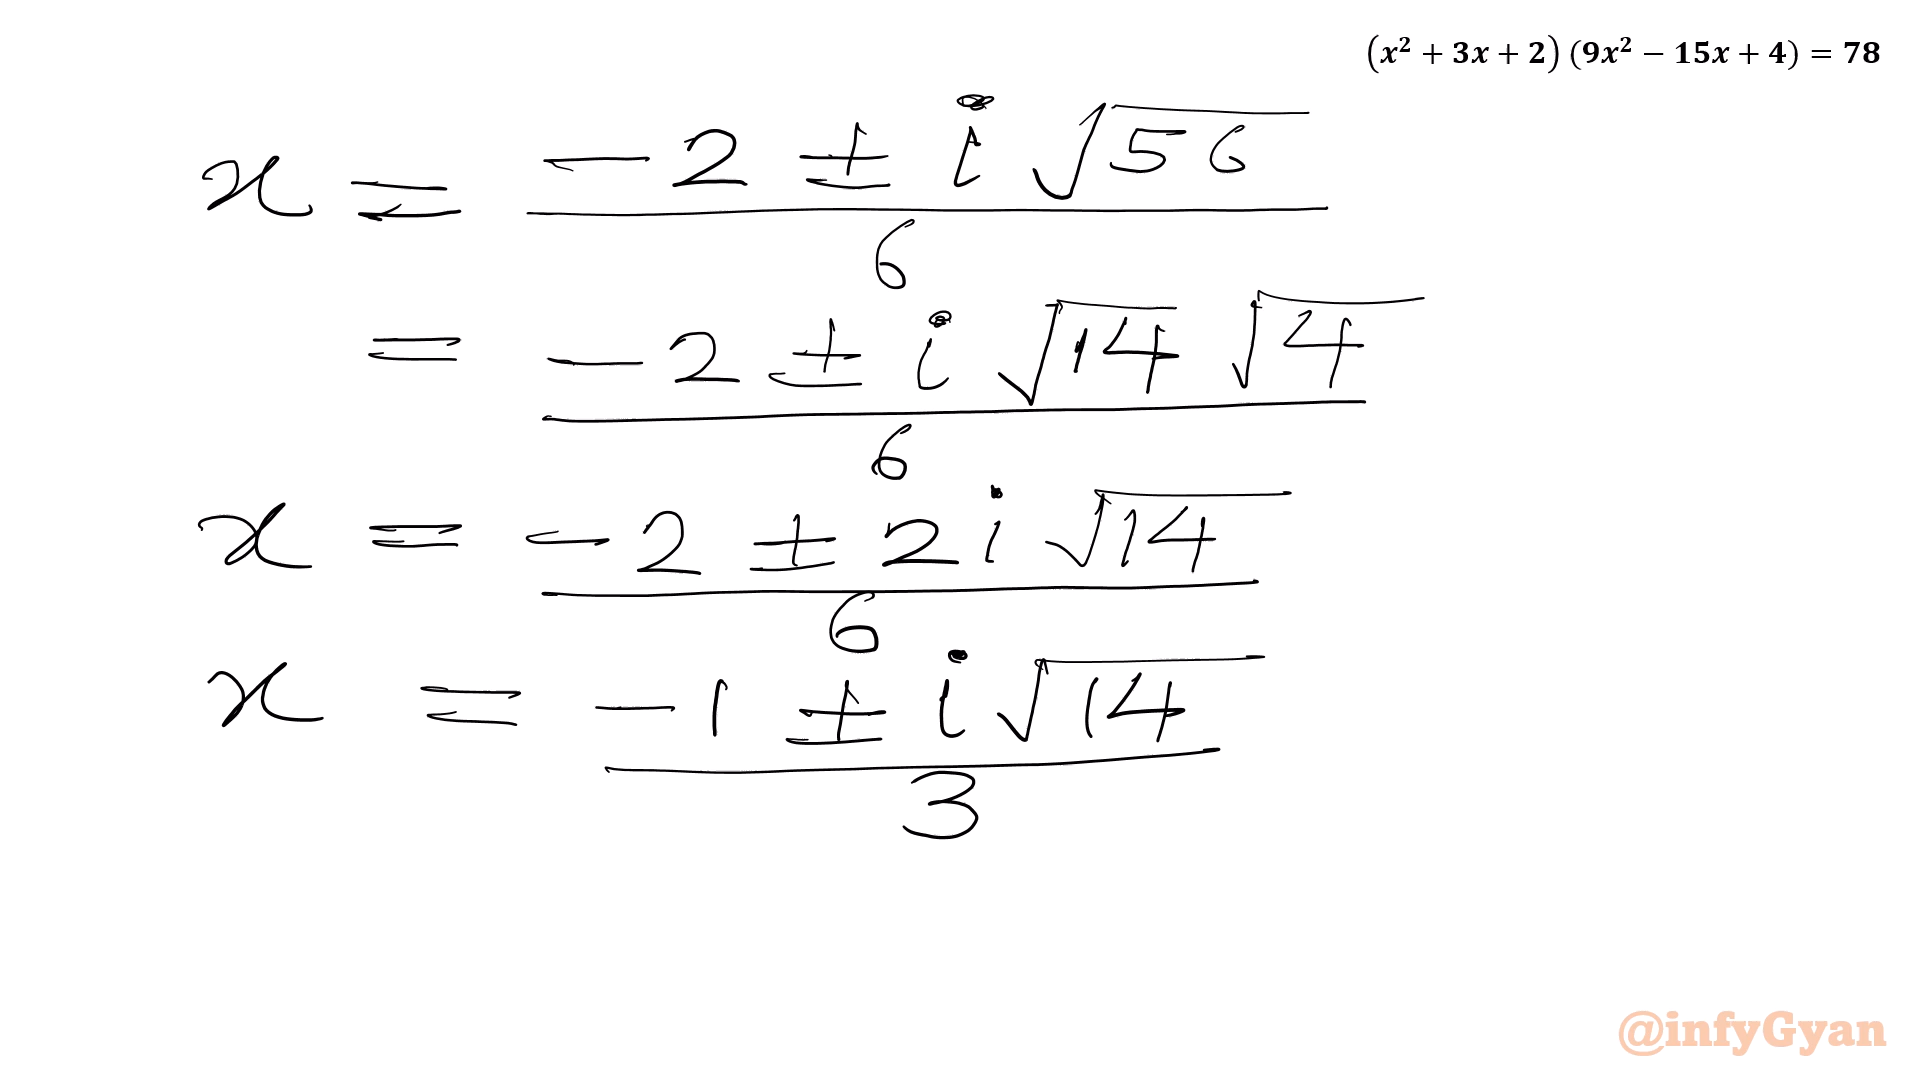 (x² + 3x + 2) (9x² − 15x + 4) = 78
x = (−2 ± i√56)/6
= (−2 ± i√14 √4)/6
x = (−2 ± 2i√14)/6
x = (−1 ± i√14)/3
@infyGyan